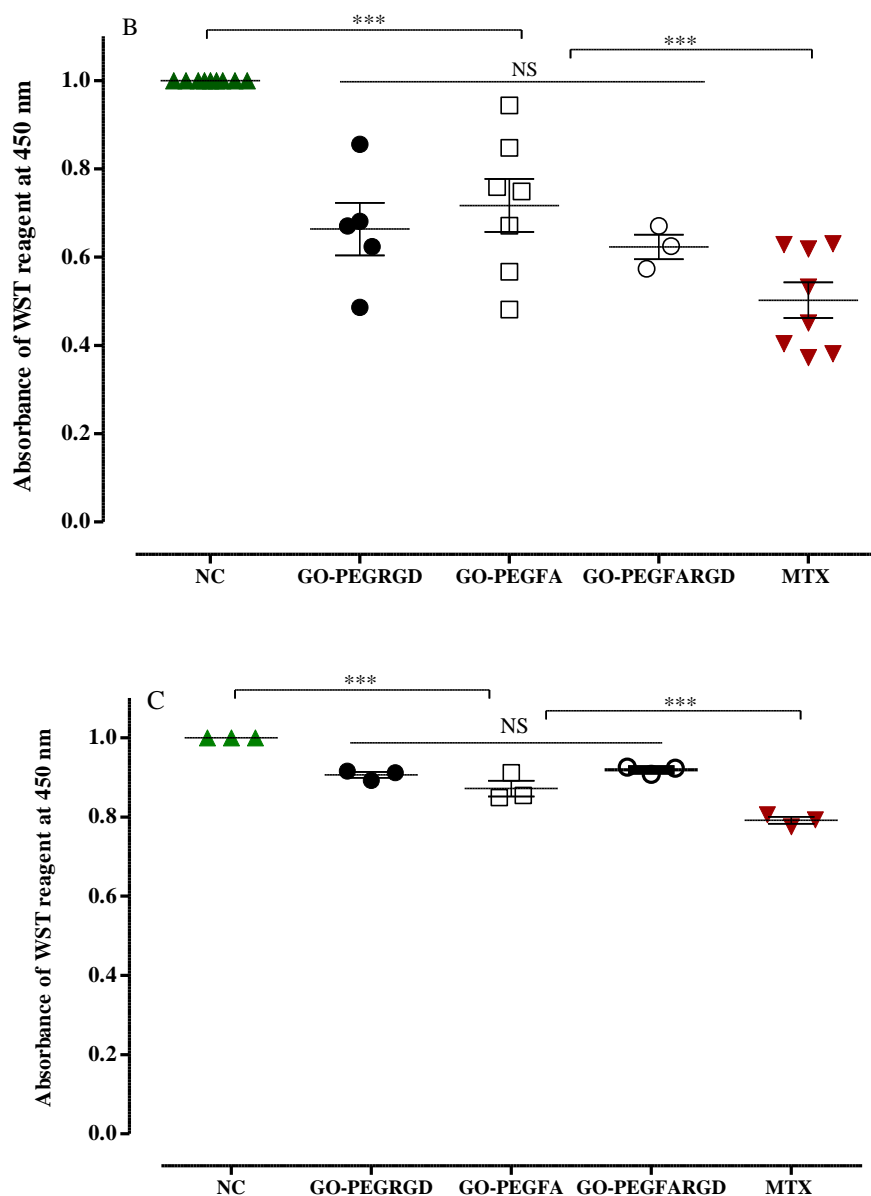 B
***
***
NS
Absorbance of WST reagent at 450 nm
1.0
0.8
0.6
0.4
0.2
0.0
NC GO-PEGRGD GO-PEGFA GO-PEGFARGD MTX
C
***
***
NS
Absorbance of WST reagent at 450 nm
1.0
0.8
0.6
0.4
0.2
0.0
NC GO-PEGRGD GO-PEGFA GO-PEGFARGD MTX